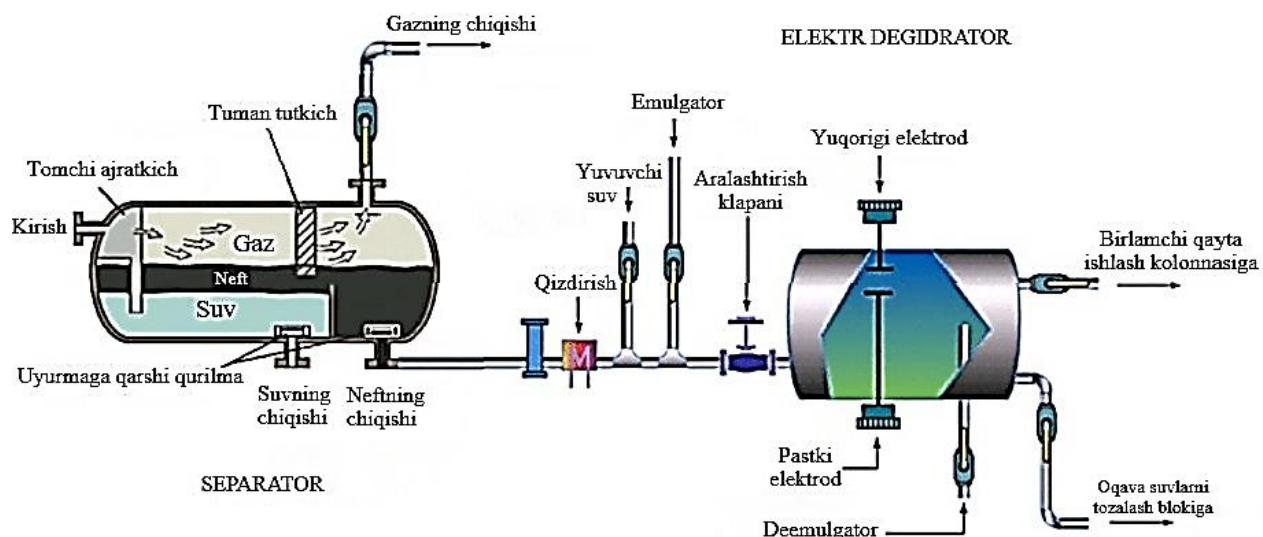 Gazning chiqishi
ELEKTR DEGIDRATOR
Tuman tutkich
Emulgator
Yuqorigi elektrod
Tomchi ajratkich
Yuvuvchi
suv
Aralashtirish
klapani
Kirish
Gaz
Birlamchi qayta
ishlash kolonnasiga
Neft
Qizdirish
Suv
M
Uyurmaga qarshi qurilma
Suvning
chiqishi
Neftning
chiqishi
Pastki
elektrod
SEPARATOR
Oqava suvlarni
tozalash blokiga
Deemulgator